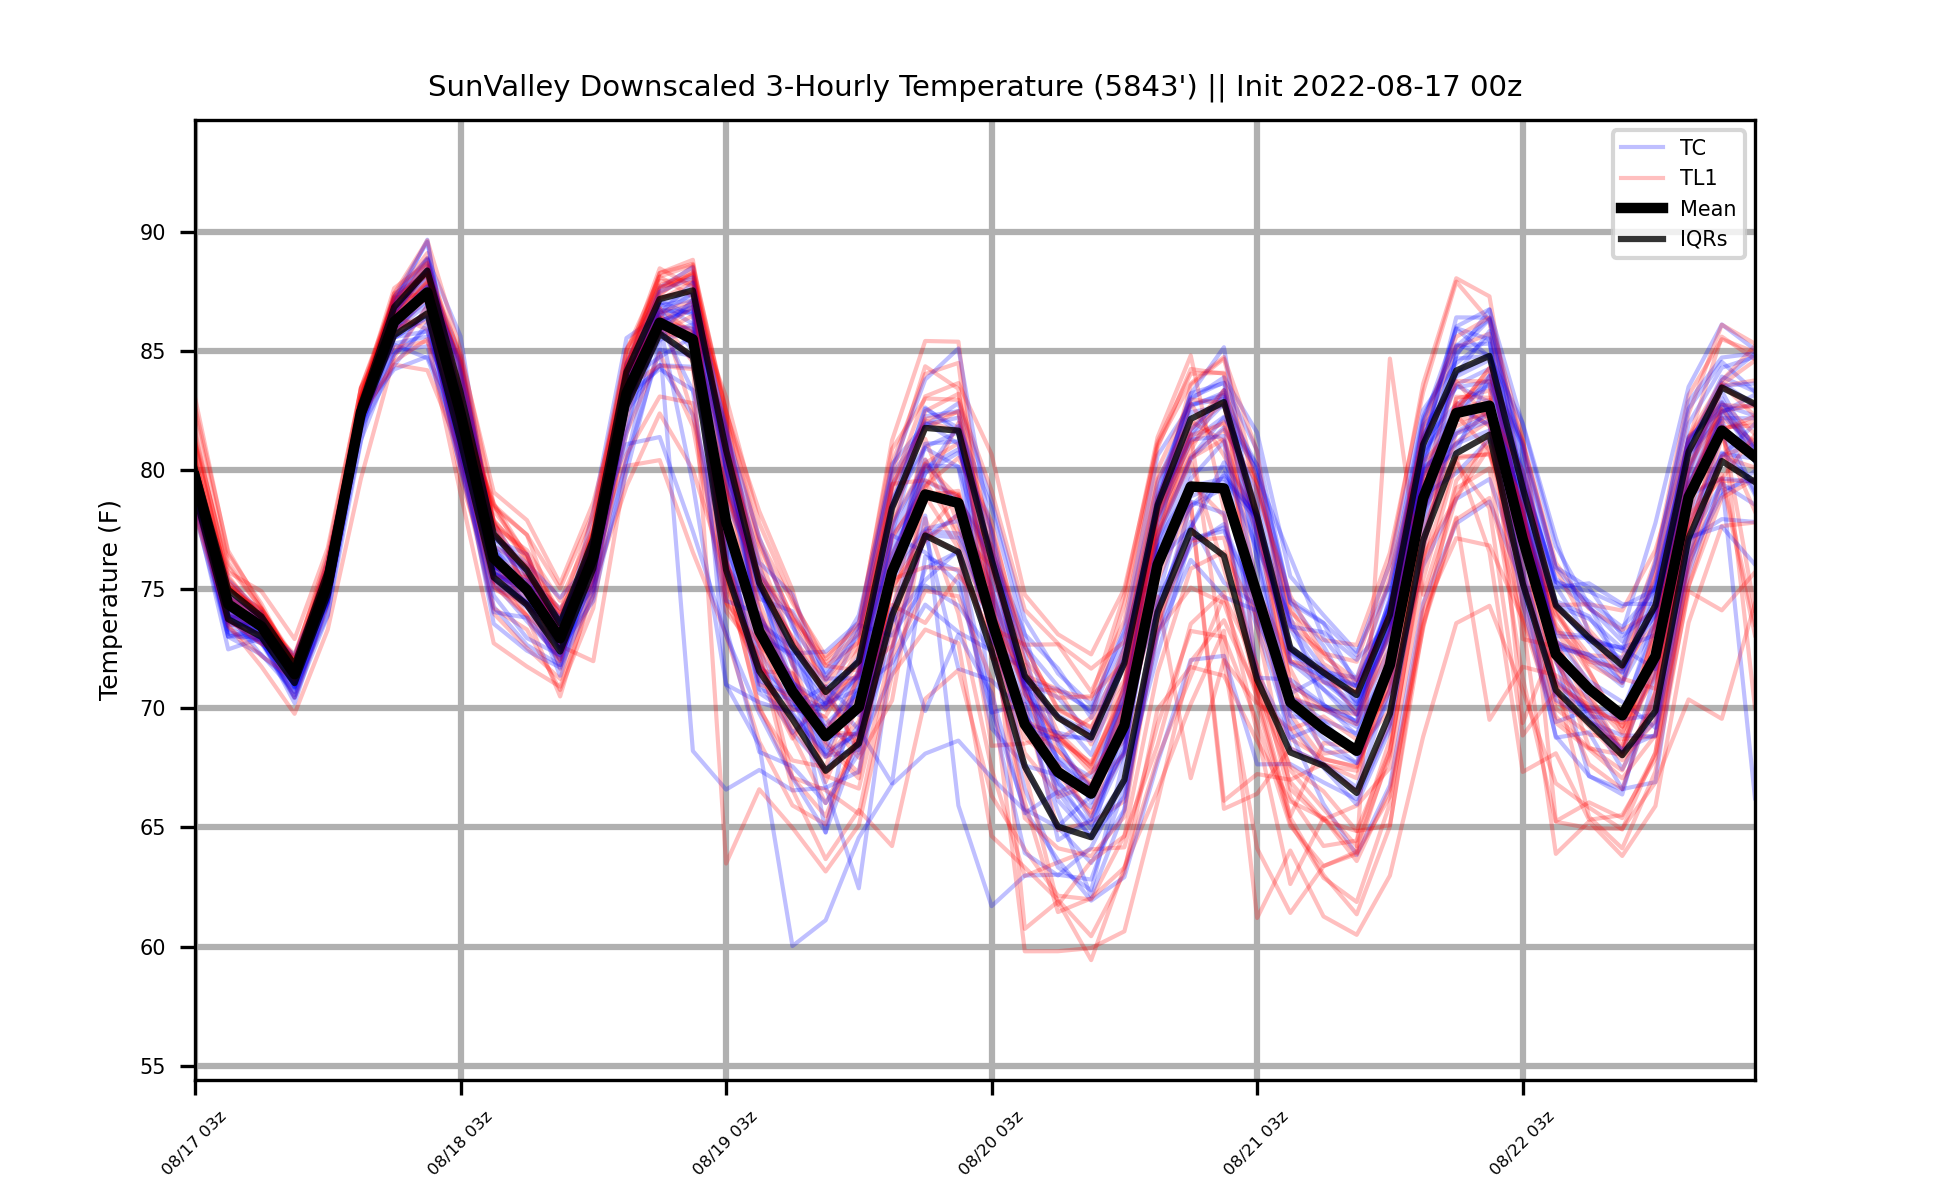 SunValley Downscaled 3-Hourly Temperature (5843') || Init 2022-08-17 00z
TC
TL1
Mean
IQRs
Temperature (F)
90
85
80
75
70
65
60
55
08/17 03z
08/18 03z
08/19 03z
08/20 03z
08/21 03z
08/22 03z